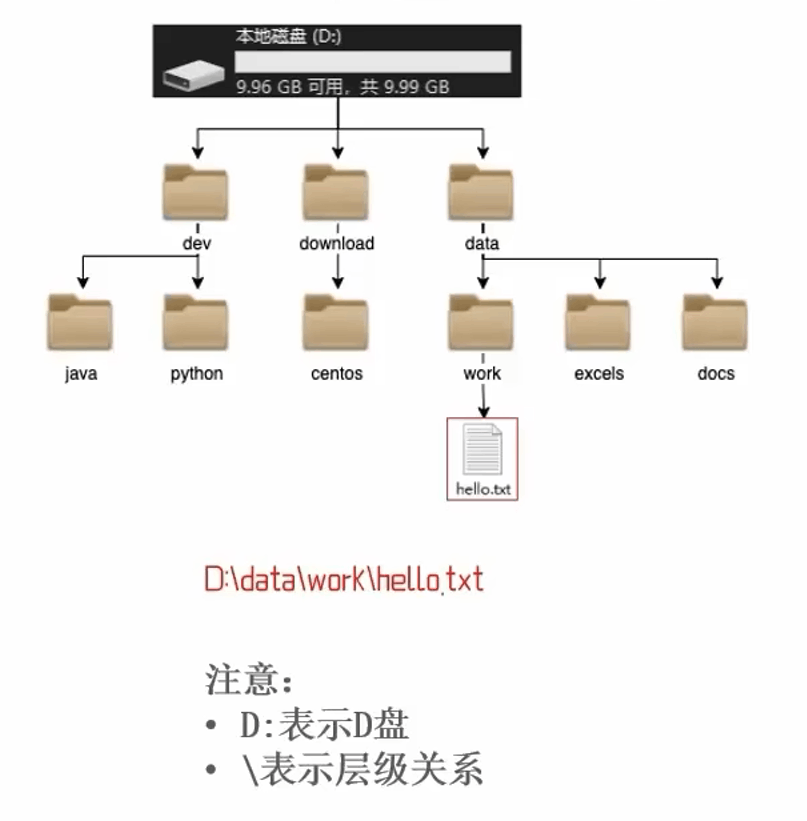 本地磁盘 (D:)
9.96 GB 可用，共 9.99 GB
dev download data
java python centos work excels docs
hello.txt
D:\data\work\hello.txt
注意：
• D:表示D盘
• \表示层级关系